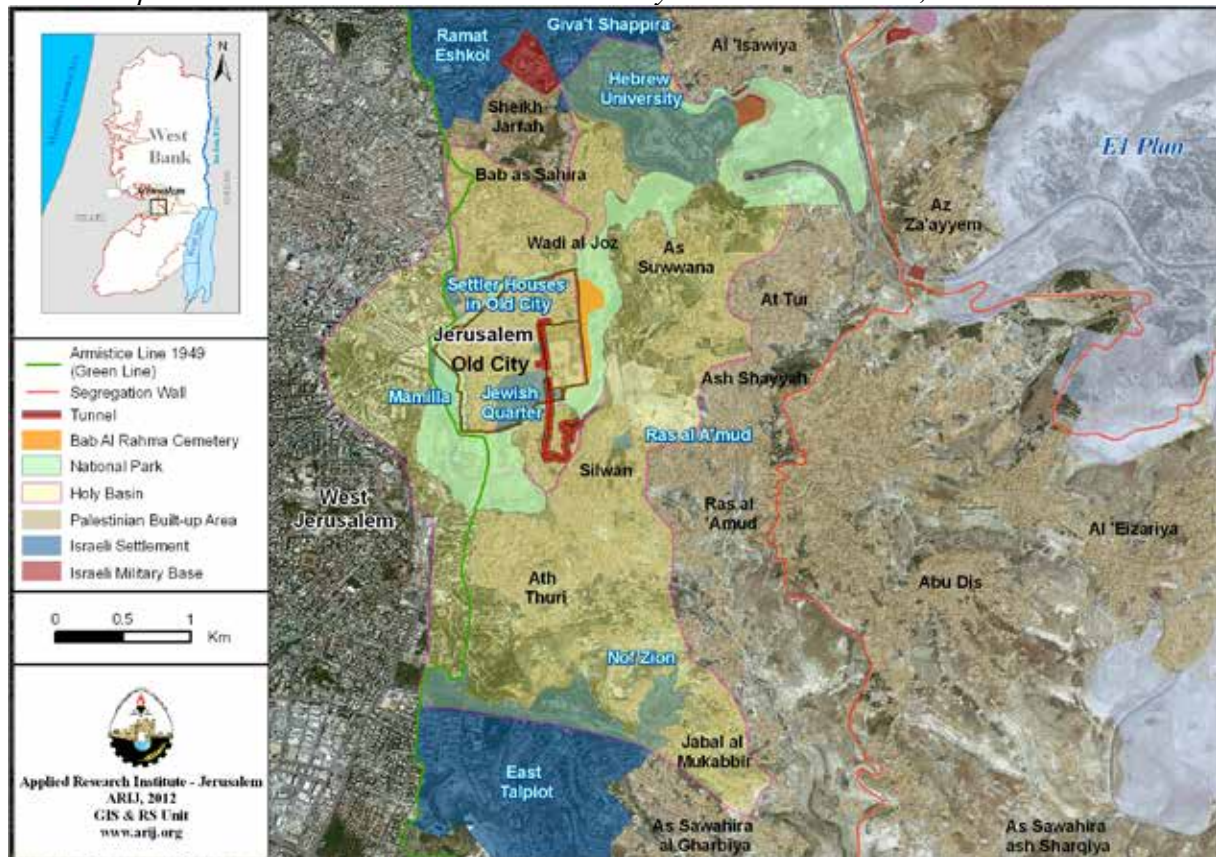 N
West
Bank
Jerusalem
Armistice Line 1949
(Green Line)
Segregation Wall
Tunnel
Bab Al Rahma Cemetery
National Park
Holy Basin
Palestinian Built-up Area
Israeli Settlement
Israeli Military Base
0 0.5 1
Km
Applied Research Institute - Jerusalem
ARIJ, 2012
GIS & RS Unit
www.arij.org
Ramat
Eshkol
Giva't Shappira
Al 'Isawiya
Hebrew
University
Sheikh
Jarrah
E1 Plan
Bab as Sahira
Az
Za'ayyem
Wadi al Joz
As
Suwwana
Settler Houses
in Old City
At Tur
Jerusalem
Old City
Ash Shayyah
Mamilla
Jewish
Quarter
Ras al A'mud
Silwan
West
Jerusalem
Ras al
'Amud
Al 'Eizariya
Ath
Thuri
Abu Dis
Nof Zion
Jabal al
Mukabbir
East
Talpiot
As Sawahira
al Gharbiya
As Sawahira
ash Sharqiya